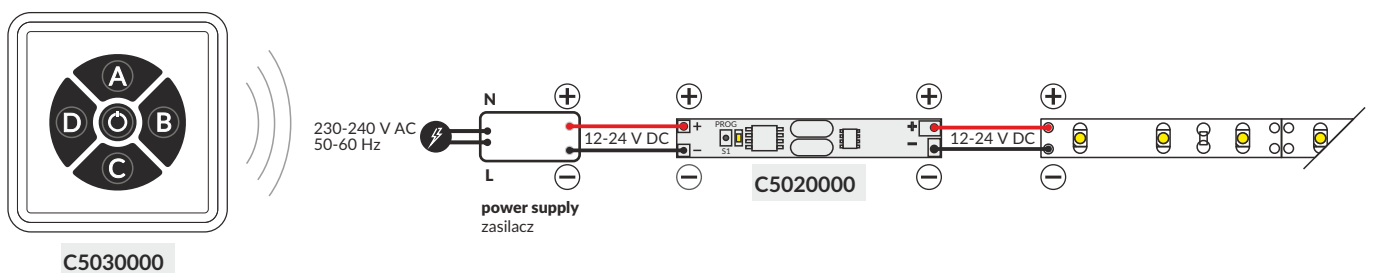 A
D
B
C
C5030000
230-240 V AC
50-60 Hz
N
L
power supply
zasilacz
+
−
12-24 V DC
+
−
PROG
S1
+
−
C5020000
+
−
+
−
12-24 V DC
+
−